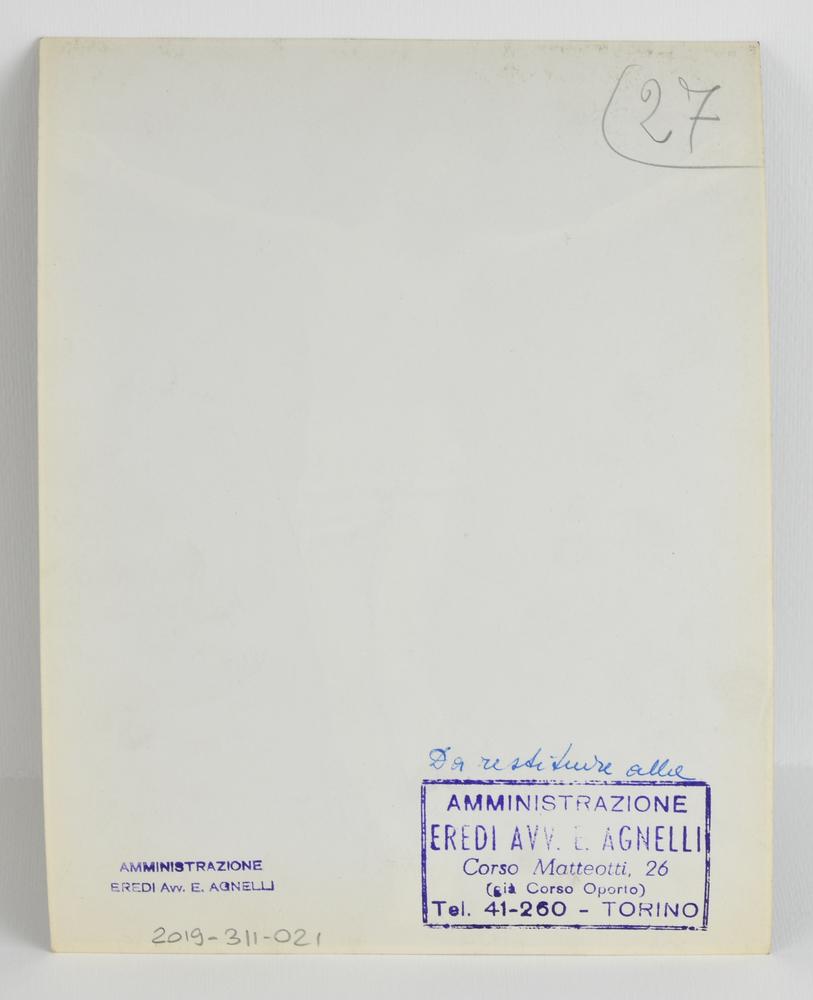 27
Da restituire alla
AMMINISTRAZIONE
EREDI AVV. E. AGNELLI
Corso Matteotti, 26
(già Corso Oporto)
Tel. 41-260 - TORINO
AMMINISTRAZIONE
EREDI Avv. E. AGNELLI
2019-311-021